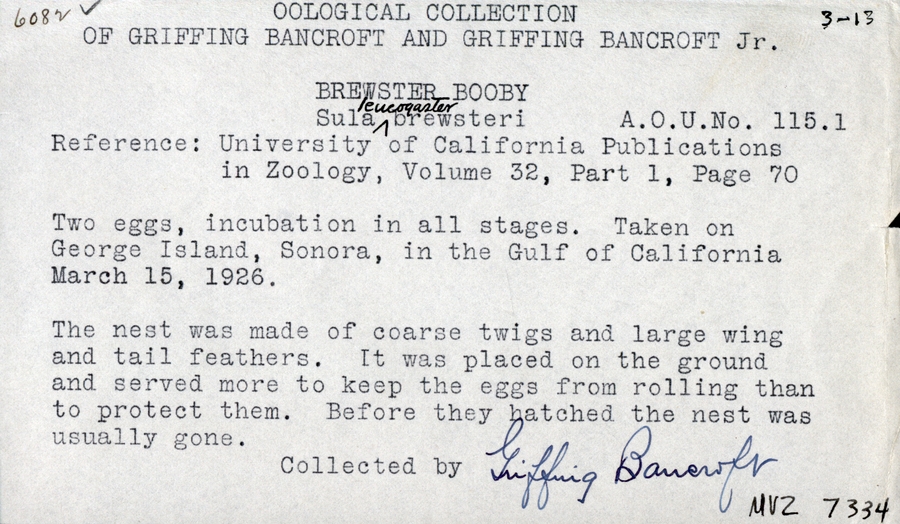 6082 ✓ OOLOGICAL COLLECTION 3-13
OF GRIFFING BANCROFT AND GRIFFING BANCROFT Jr.
BREWSTER BOOBY
Sula leucogaster brewsteri A.O.U.No. 115.1
Reference: University of California Publications
in Zoology, Volume 32, Part 1, Page 70
Two eggs, incubation in all stages. Taken on
George Island, Sonora, in the Gulf of California
March 15, 1926.
The nest was made of coarse twigs and large wing
and tail feathers. It was placed on the ground
and served more to keep the eggs from rolling than
to protect them. Before they hatched the nest was
usually gone.
Collected by Griffing Bancroft
MVZ 7334